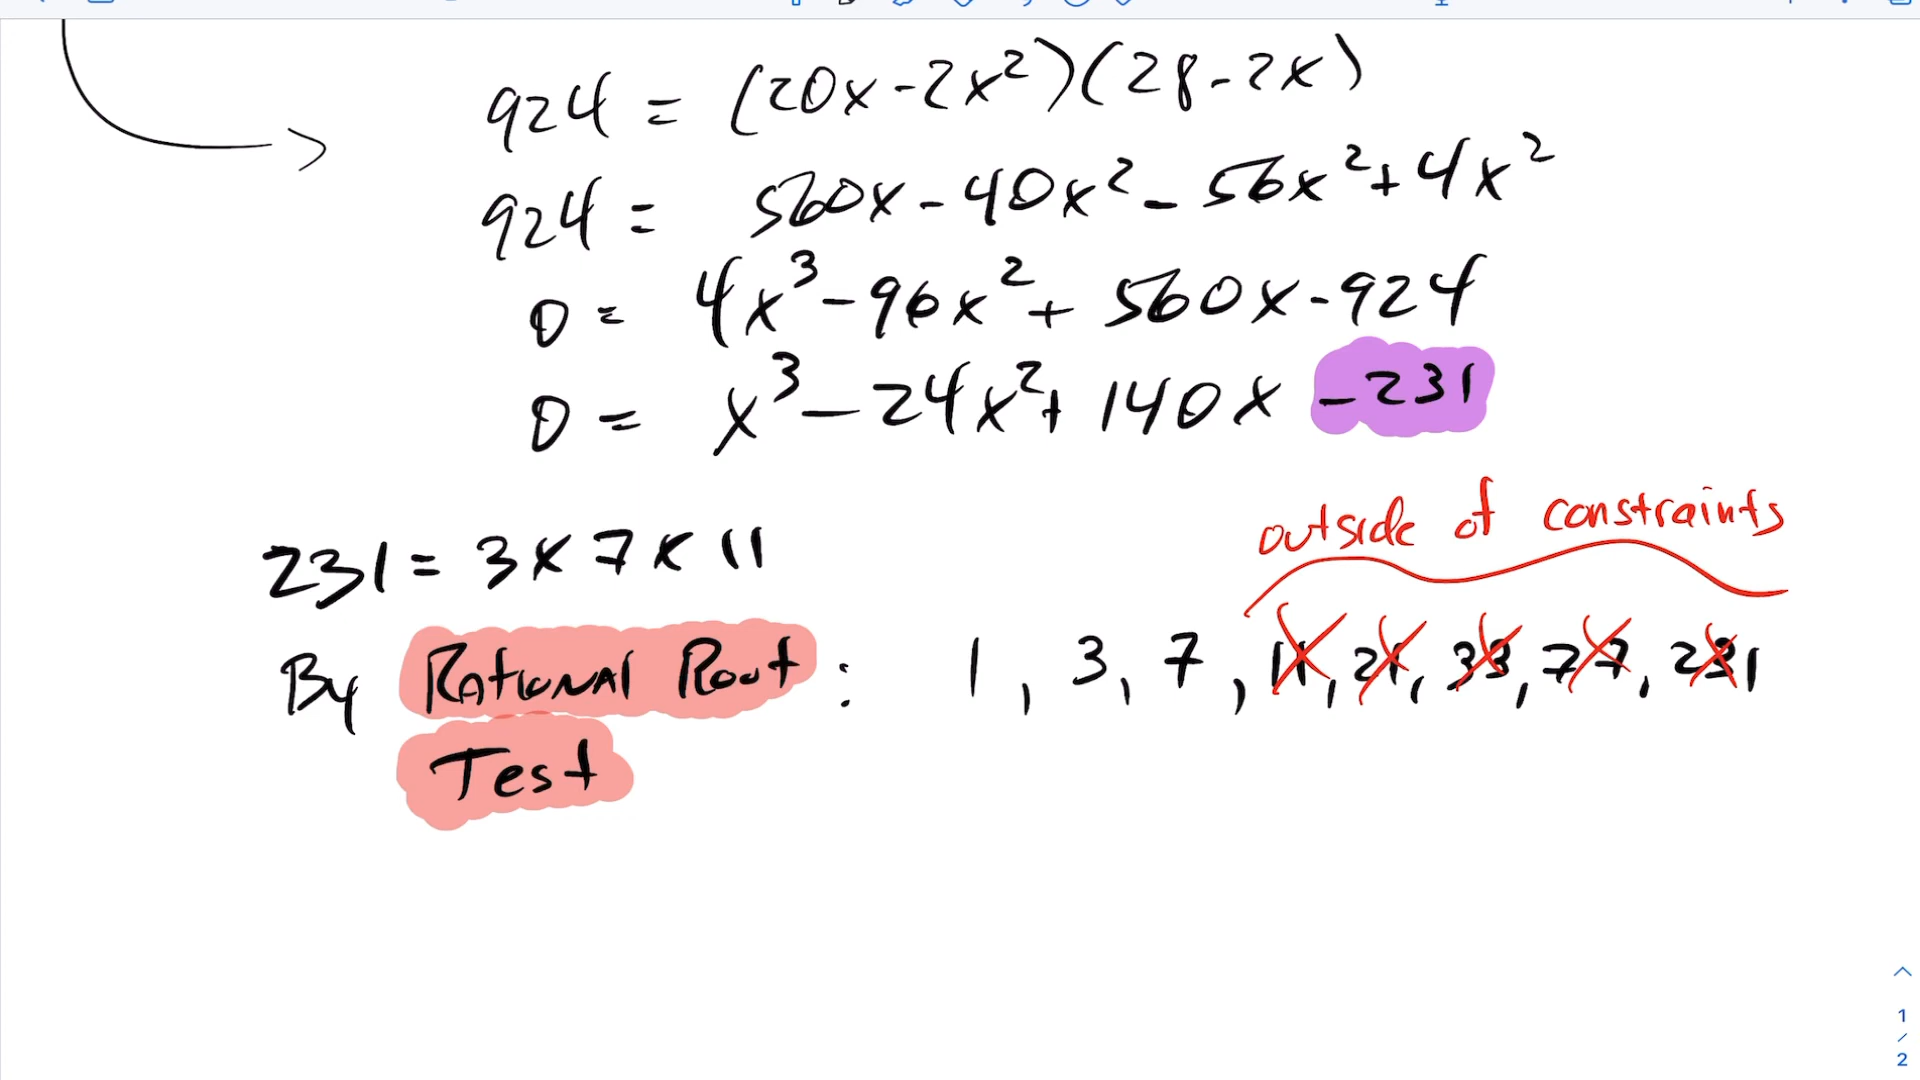 924 = (20x - 2x²)(28 - 2x)
924 = 560x - 40x² - 56x² + 4x²
0 = 4x³ - 96x² + 560x - 924
0 = x³ - 24x² + 140x - 231
outside of constraints
231 = 3 x 7 x 11
By Rational Root : 1, 3, 7, 11, 21, 33, 77, 231
Test
1
/
2